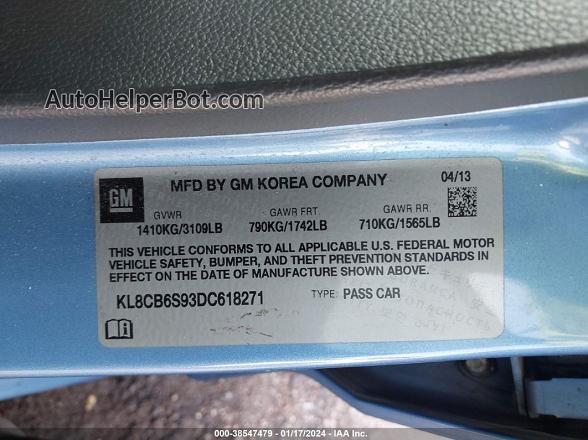 AutoHelperBot.com
GM
MFD BY GM KOREA COMPANY
04/13
GVWR GAWR FRT. GAWR RR.
1410KG/3109LB 790KG/1742LB 710KG/1565LB
THIS VEHICLE CONFORMS TO ALL APPLICABLE U.S. FEDERAL MOTOR
VEHICLE SAFETY, BUMPER, AND THEFT PREVENTION STANDARDS IN
EFFECT ON THE DATE OF MANUFACTURE SHOWN ABOVE.
KL8CB6S93DC618271 TYPE: PASS CAR
000-38547479 - 01/17/2024 - IAA Inc.